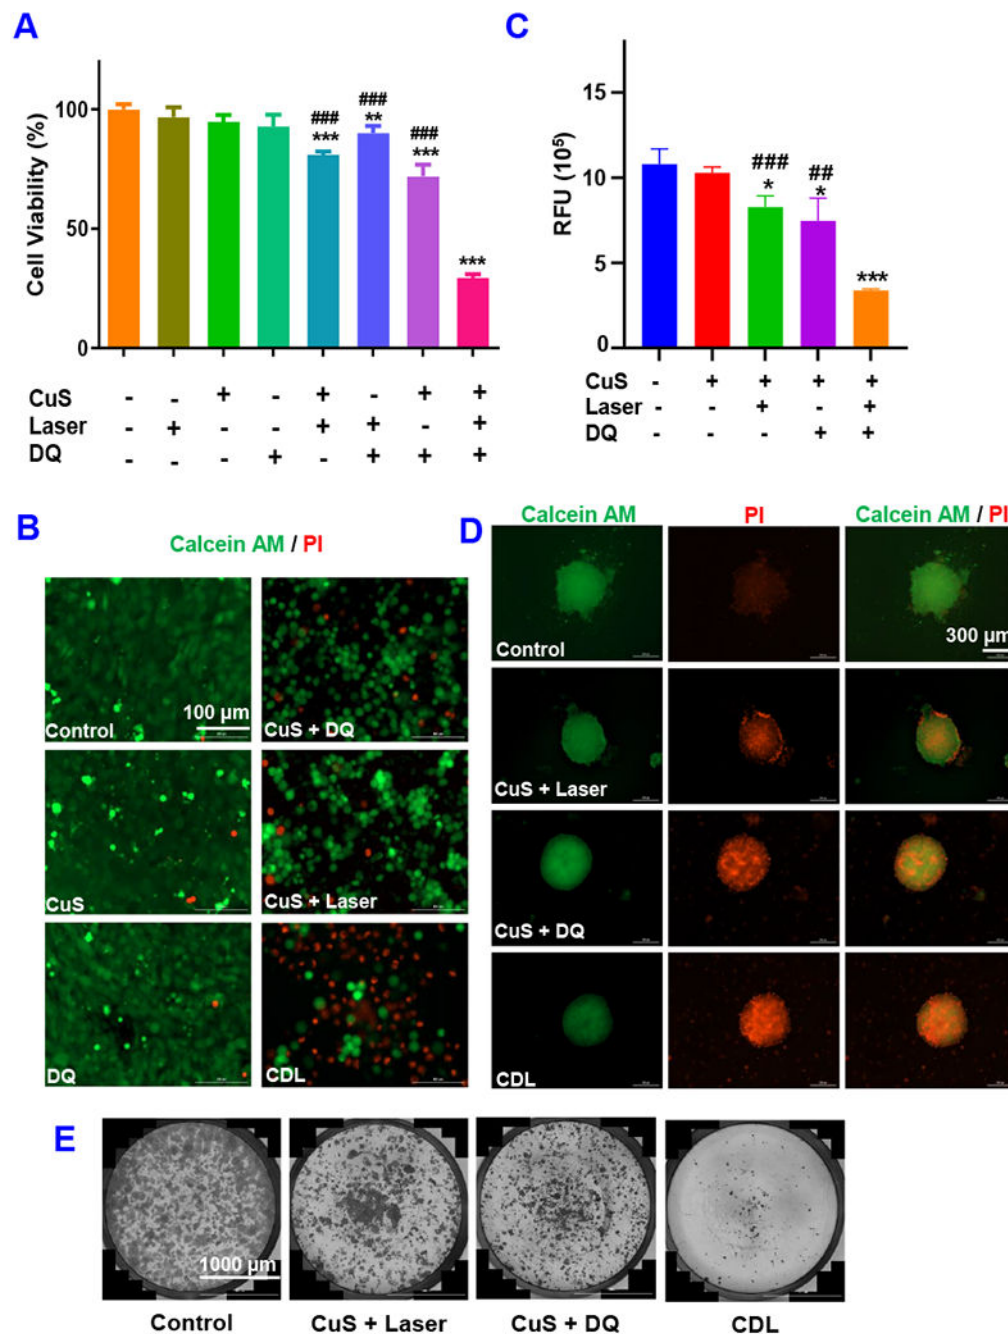 A
Cell Viability (%)
100
50
0
###
***
###
**
###
***
***
CuS - - + - + - + +
Laser - + - - + + - +
DQ - - - + - + + +
C
RFU (10⁵)
15
10
5
0
###
*
##
*
***
CuS - + + + +
Laser - - + - +
DQ - - - + +
B
Calcein AM / PI
Control
100 µm
CuS + DQ
CuS
CuS + Laser
DQ
CDL
D
Calcein AM
PI
Calcein AM / PI
Control
300 µm
CuS + Laser
CuS + DQ
CDL
E
1000 µm
Control
CuS + Laser
CuS + DQ
CDL